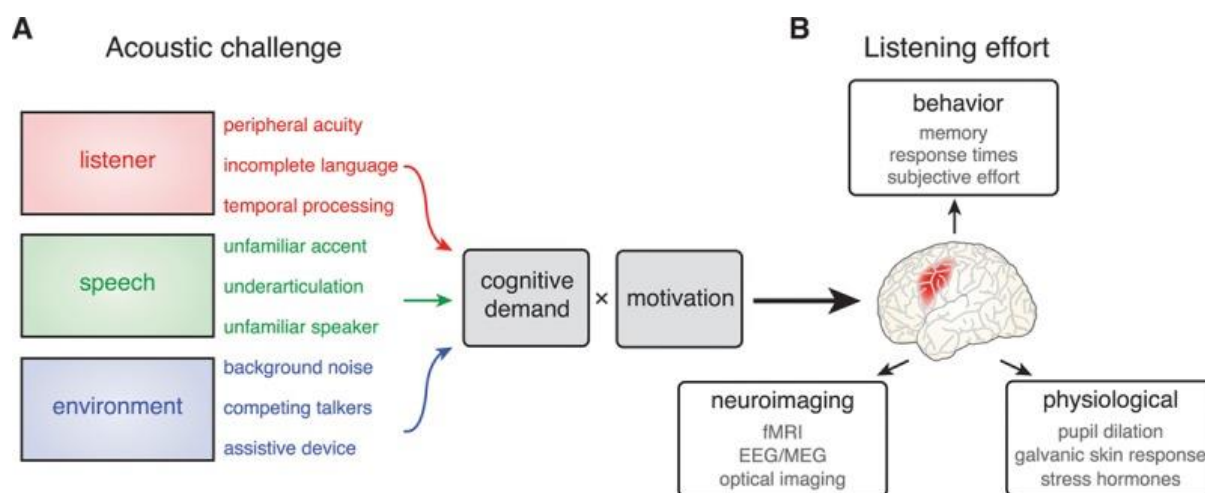 A
Acoustic challenge
listener
peripheral acuity
incomplete language
temporal processing
speech
unfamiliar accent
underarticulation
unfamiliar speaker
environment
background noise
competing talkers
assistive device
cognitive
demand
×
motivation
B
Listening effort
behavior
memory
response times
subjective effort
neuroimaging
fMRI
EEG/MEG
optical imaging
physiological
pupil dilation
galvanic skin response
stress hormones